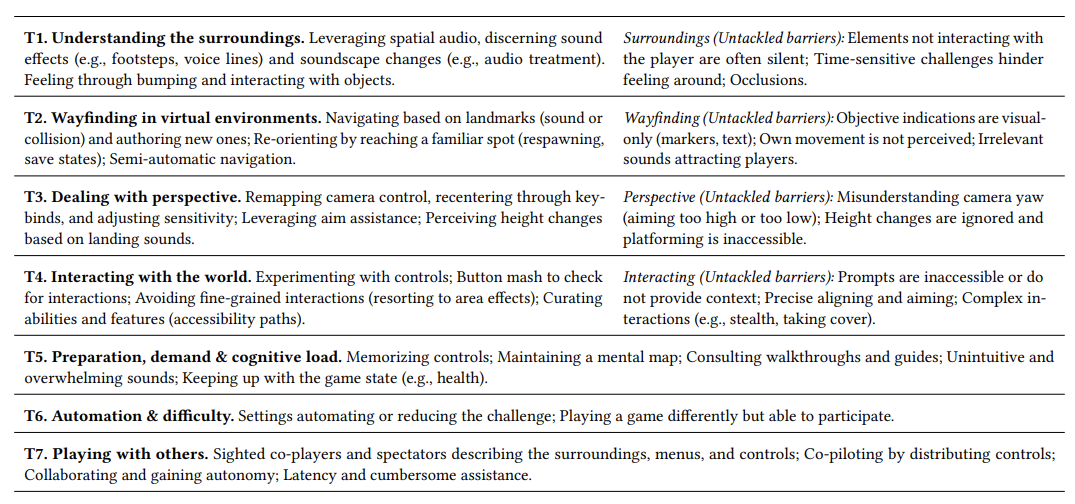 T1. Understanding the surroundings. Leveraging spatial audio, discerning sound
effects (e.g., footsteps, voice lines) and soundscape changes (e.g., audio treatment).
Feeling through bumping and interacting with objects.
Surroundings (Untackled barriers): Elements not interacting with
the player are often silent; Time-sensitive challenges hinder
feeling around; Occlusions.
T2. Wayfinding in virtual environments. Navigating based on landmarks (sound or
collision) and authoring new ones; Re-orienting by reaching a familiar spot (respawning,
save states); Semi-automatic navigation.
Wayfinding (Untackled barriers): Objective indications are visual-
only (markers, text); Own movement is not perceived; Irrelevant
sounds attracting players.
T3. Dealing with perspective. Remapping camera control, recentering through key-
binds, and adjusting sensitivity; Leveraging aim assistance; Perceiving height changes
based on landing sounds.
Perspective (Untackled barriers): Misunderstanding camera yaw
(aiming too high or too low); Height changes are ignored and
platforming is inaccessible.
T4. Interacting with the world. Experimenting with controls; Button mash to check
for interactions; Avoiding fine-grained interactions (resorting to area effects); Curating
abilities and features (accessibility paths).
Interacting (Untackled barriers): Prompts are inaccessible or do
not provide context; Precise aligning and aiming; Complex in-
teractions (e.g., stealth, taking cover).
T5. Preparation, demand & cognitive load. Memorizing controls; Maintaining a mental map; Consulting walkthroughs and guides; Unintuitive and
overwhelming sounds; Keeping up with the game state (e.g., health).
T6. Automation & difficulty. Settings automating or reducing the challenge; Playing a game differently but able to participate.
T7. Playing with others. Sighted co-players and spectators describing the surroundings, menus, and controls; Co-piloting by distributing controls;
Collaborating and gaining autonomy; Latency and cumbersome assistance.